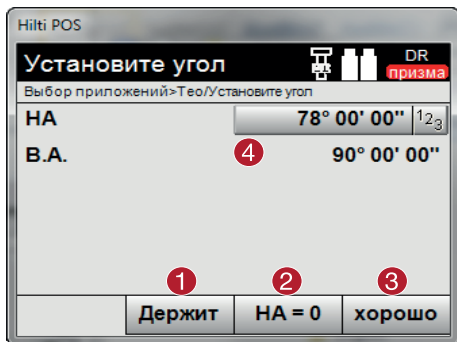 Hilti POS
Установите угол
DR
призма
Выбор приложений>Тео/Установите угол
HA 78° 00' 00" 123
B.A. 4 90° 00' 00"
1 2 3
Держит HA = 0 хорошо